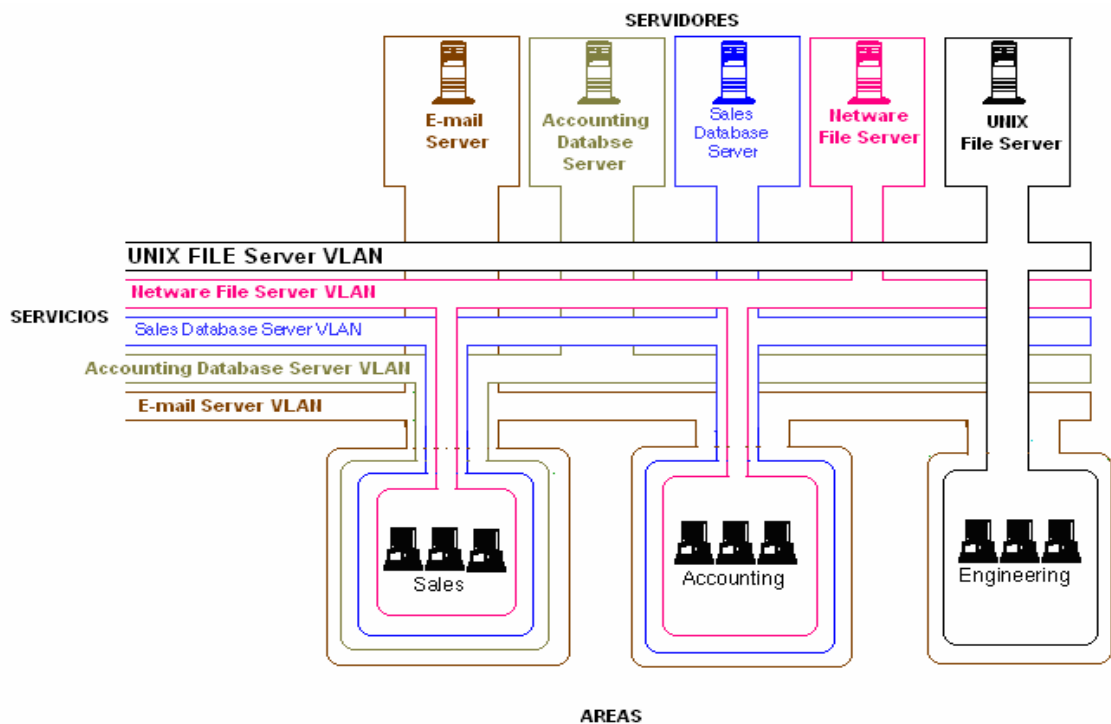 SERVIDORES
E-mail
Server
Accounting
Databse
Server
Sales
Database
Server
Netware
File Server
UNIX
File Server
UNIX FILE Server VLAN
Netware File Server VLAN
SERVICIOS
Sales Database Server VLAN
Accounting Database Server VLAN
E-mail Server VLAN
Sales
Accounting
Engineering
AREAS